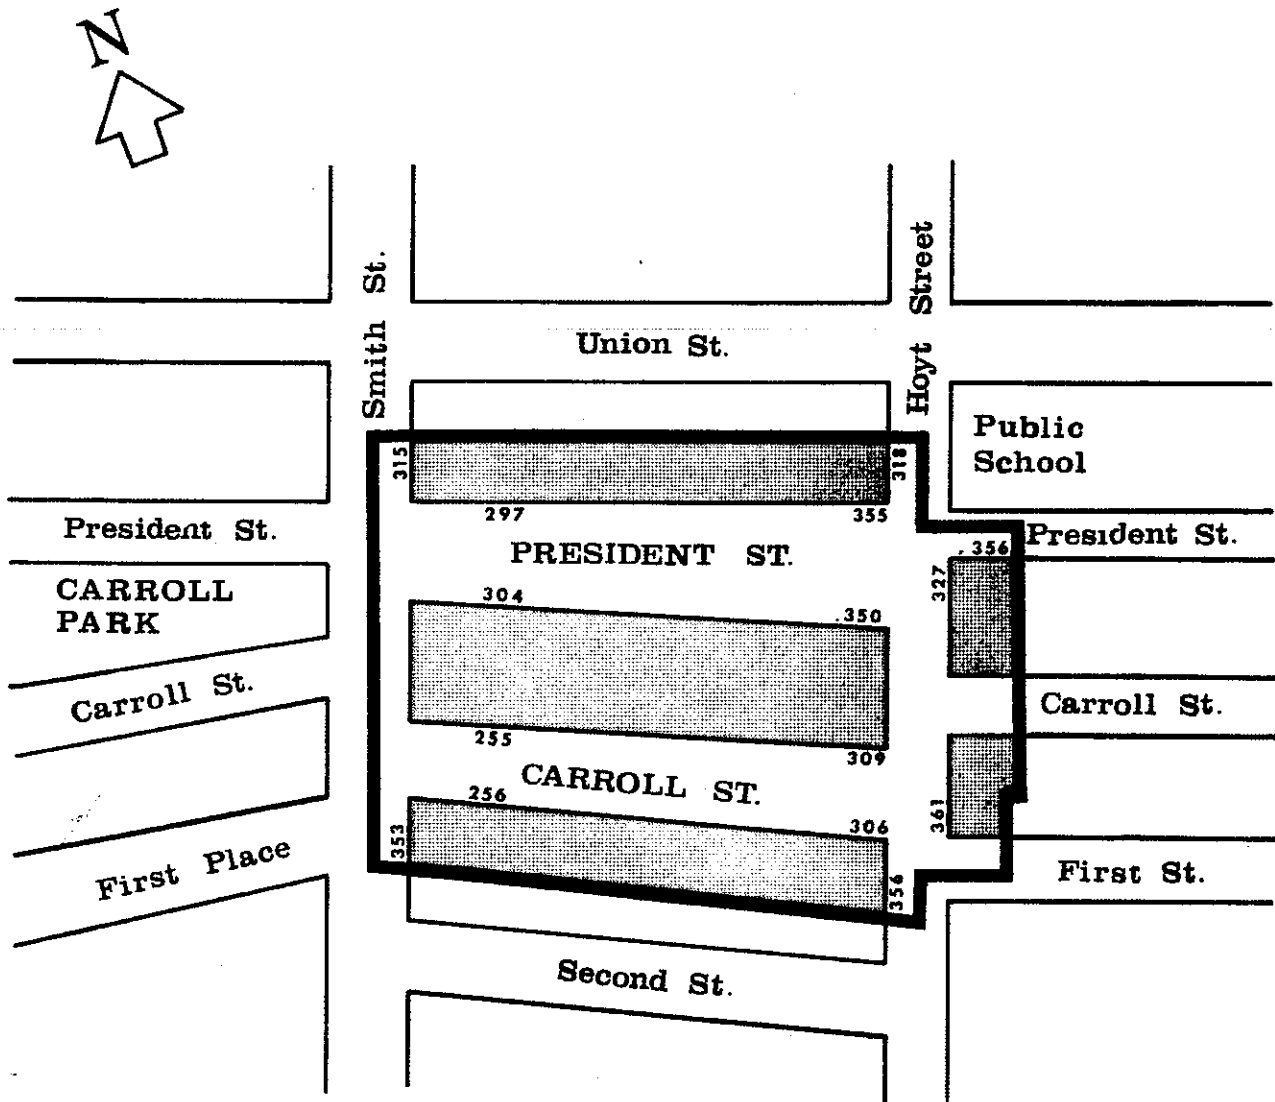 N
Smith St.
Hoyt Street
Union St.
Public
School
315
318
297
355
President St.
PRESIDENT ST.
President St.
. 356
327
CARROLL
PARK
304
.350
Carroll St.
Carroll St.
255
309
CARROLL ST.
256
306
353
361
356
First Place
First St.
Second St.